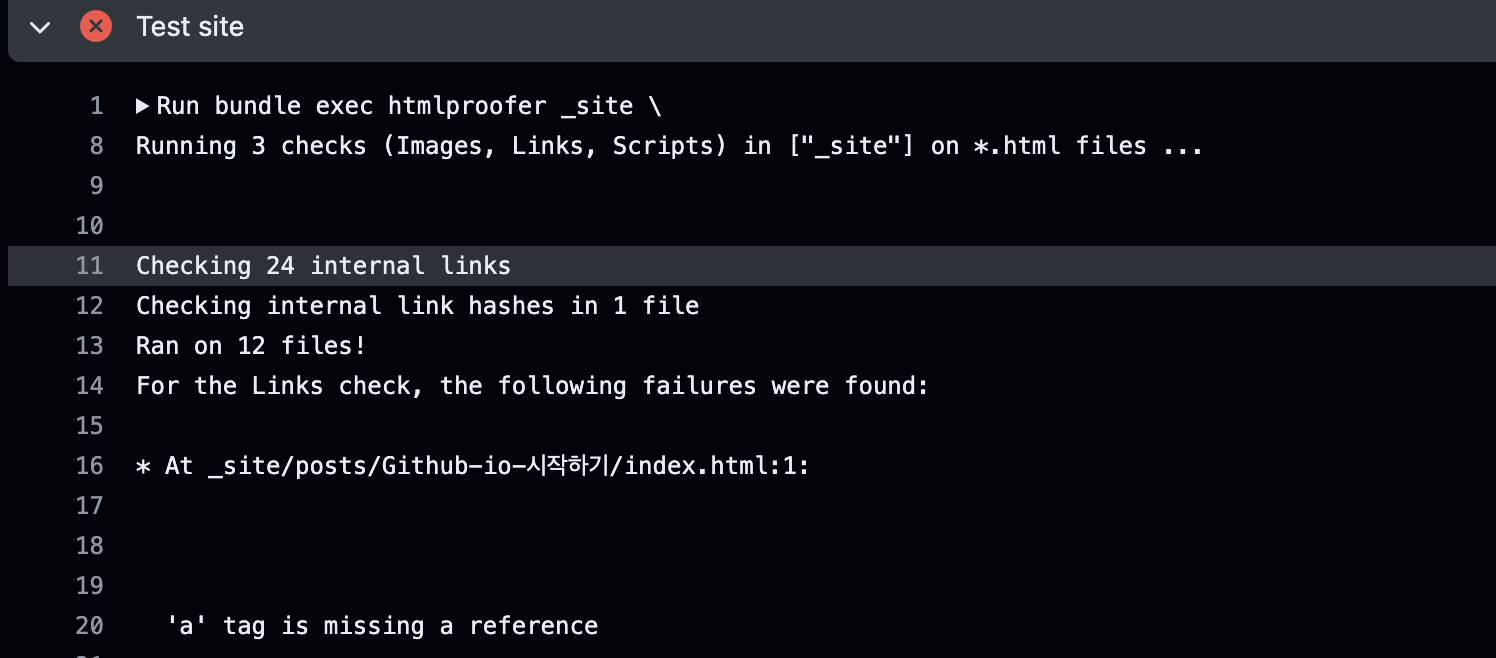 Test site
1 ▶ Run bundle exec htmlproofer _site \
8 Running 3 checks (Images, Links, Scripts) in ["_site"] on *.html files ...
9
10
11 Checking 24 internal links
12 Checking internal link hashes in 1 file
13 Ran on 12 files!
14 For the Links check, the following failures were found:
15
16 * At _site/posts/Github-io-시작하기/index.html:1:
17
18
19
20 'a' tag is missing a reference